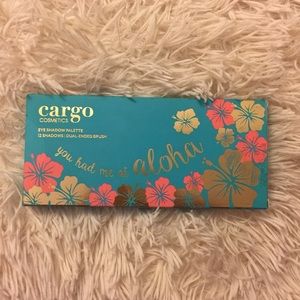 cargo
COSMETICS
EYE SHADOW PALETTE
12 SHADOWS | DUAL-ENDED BRUSH
you had me at aloha